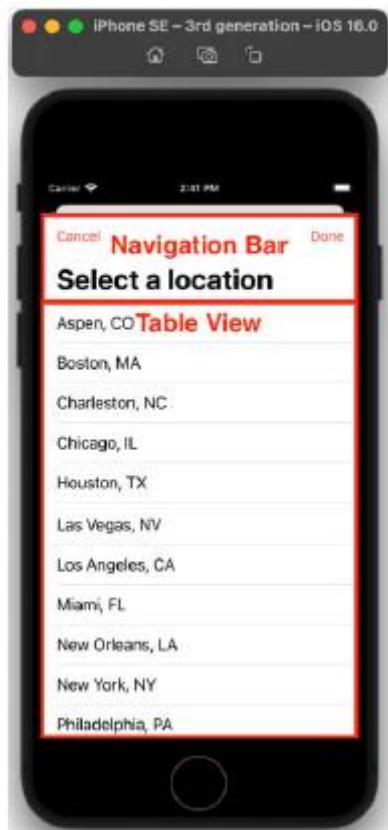 iPhone SE – 3rd generation – iOS 16.0
Carrier 2:41 PM
Cancel Navigation Bar Done
Select a location
Aspen, CO Table View
Boston, MA
Charleston, NC
Chicago, IL
Houston, TX
Las Vegas, NV
Los Angeles, CA
Miami, FL
New Orleans, LA
New York, NY
Philadelphia, PA